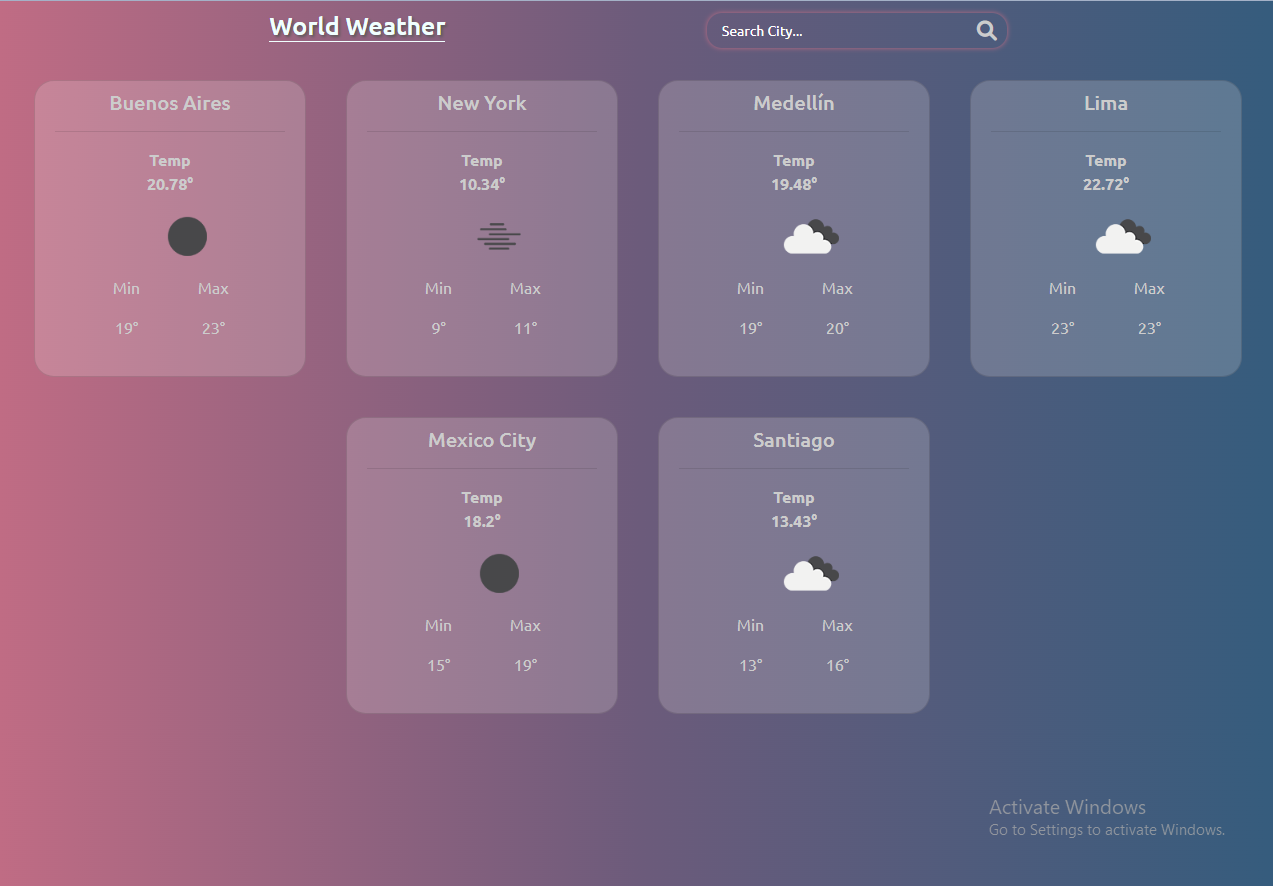 World Weather
Search City...
Buenos Aires
Temp
20.78°
Min Max
19° 23°
New York
Temp
10.34°
Min Max
9° 11°
Medellín
Temp
19.48°
Min Max
19° 20°
Lima
Temp
22.72°
Min Max
23° 23°
Mexico City
Temp
18.2°
Min Max
15° 19°
Santiago
Temp
13.43°
Min Max
13° 16°
Activate Windows
Go to Settings to activate Windows.